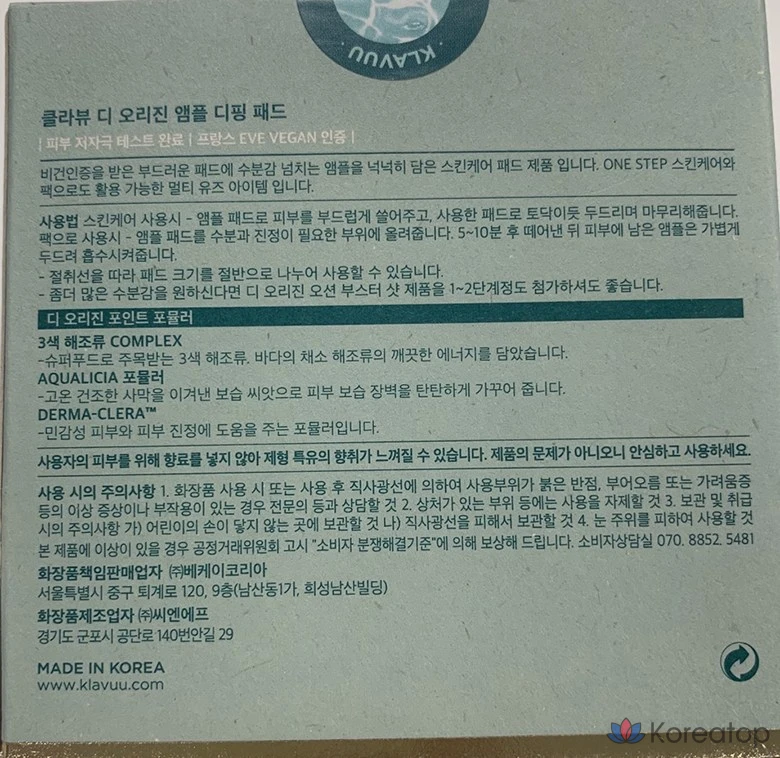 KLAVUU
클라뷰 디 오리진 앰플 디핑 패드
| 피부 저자극 테스트 완료 | 프랑스 EVE VEGAN 인증 |
비건인증을 받은 부드러운 패드에 수분감 넘치는 앰플을 넉넉히 담은 스킨케어 패드 제품 입니다. ONE STEP 스킨케어와
팩으로도 활용 가능한 멀티 유즈 아이템 입니다.
사용법 스킨케어 사용시 - 앰플 패드로 피부를 부드럽게 쓸어주고, 사용한 패드로 토닥이듯 두드리며 마무리해줍니다.
팩으로 사용시 - 앰플 패드를 수분과 진정이 필요한 부위에 올려줍니다. 5~10분 후 떼어낸 뒤 피부에 남은 앰플은 가볍게
두드려 흡수시켜줍니다.
- 절취선을 따라 패드 크기를 절반으로 나누어 사용할 수 있습니다.
- 좀더 많은 수분감을 원하신다면 디 오리진 오션 부스터 샷 제품을 1~2단계정도 첨가하셔도 좋습니다.
디 오리진 포인트 포뮬러
3색 해조류 COMPLEX
-슈퍼푸드로 주목받는 3색 해조류. 바다의 채소 해조류의 깨끗한 에너지를 담았습니다.
AQUALICIA 포뮬러
-고온 건조한 사막을 이겨낸 보습 씨앗으로 피부 보습 장벽을 탄탄하게 가꾸어 줍니다.
DERMA-CLERA™
-민감성 피부와 피부 진정에 도움을 주는 포뮬러입니다.
사용자의 피부를 위해 향료를 넣지 않아 제형 특유의 향취가 느껴질 수 있습니다. 제품의 문제가 아니오니 안심하고 사용하세요.
사용 시의 주의사항 1. 화장품 사용 시 또는 사용 후 직사광선에 의하여 사용부위가 붉은 반점, 부어오름 또는 가려움증
등의 이상 증상이나 부작용이 있는 경우 전문의 등과 상담할 것 2. 상처가 있는 부위 등에는 사용을 자제할 것 3. 보관 및 취급
시의 주의사항 가) 어린이의 손이 닿지 않는 곳에 보관할 것 나) 직사광선을 피해서 보관할 것 4. 눈 주위를 피하여 사용할 것
본 제품에 이상이 있을 경우 공정거래위원회 고시 "소비자 분쟁해결기준"에 의해 보상해 드립니다. 소비자상담실 070. 8852. 5481
화장품책임판매업자 ㈜베케이코리아
서울특별시 중구 퇴계로 120, 9층(남산동1가, 희성남산빌딩)
화장품제조업자 ㈜씨엔에프
경기도 군포시 공단로 140번안길 29
MADE IN KOREA
www.klavuu.com
Koreatop